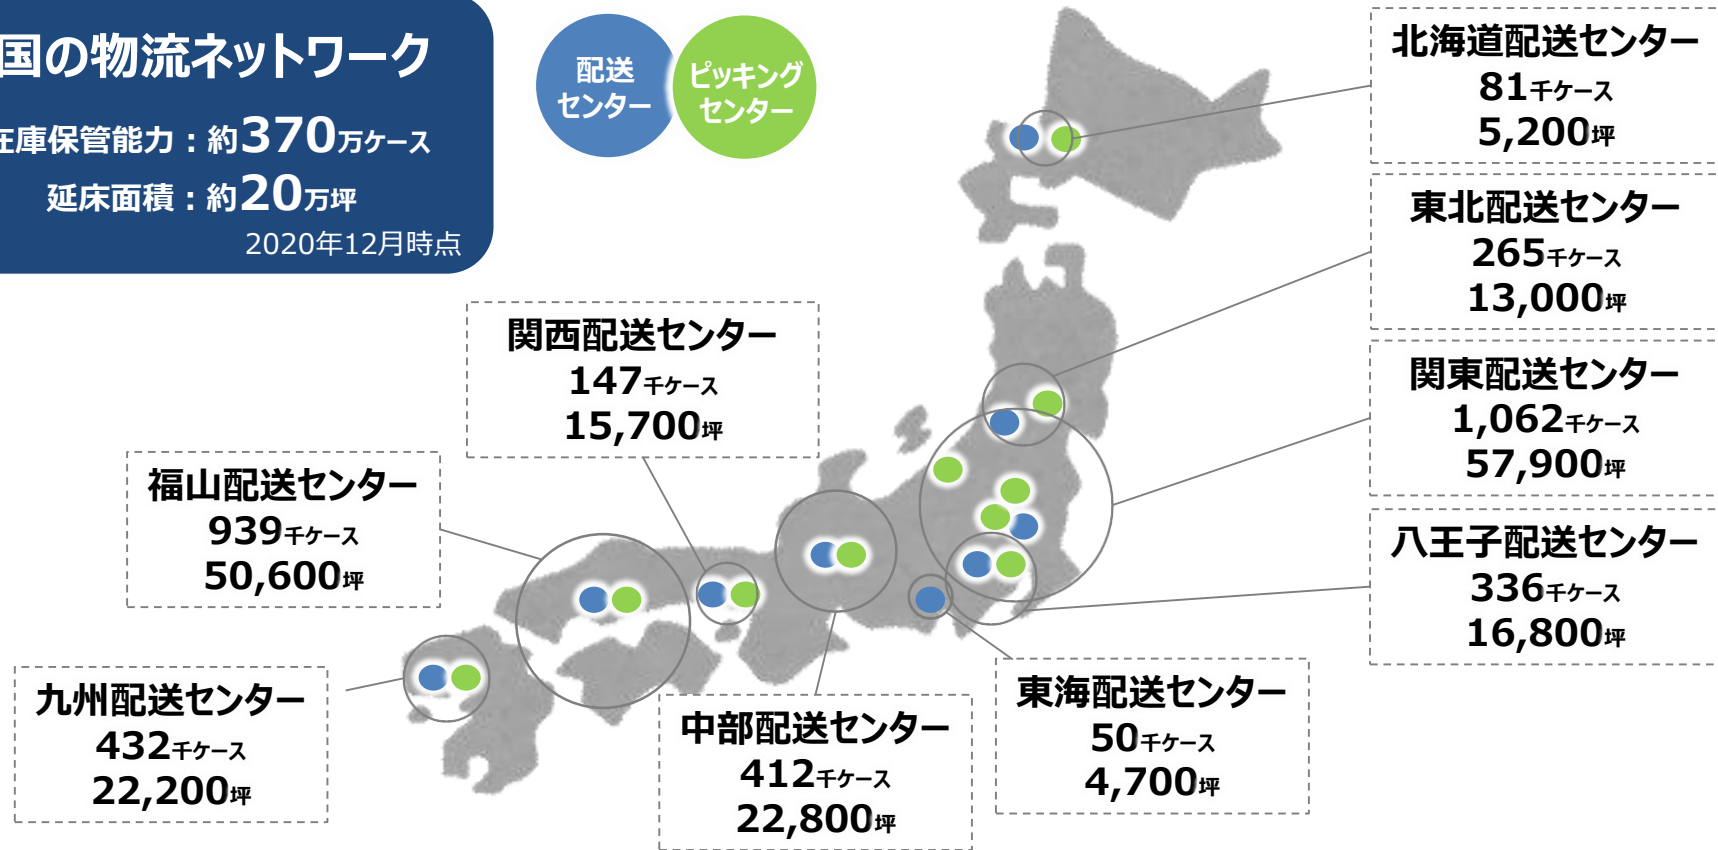 国の物流ネットワーク
在庫保管能力：約370万ケース
延床面積：約20万坪
2020年12月時点
配送
センター
ピッキング
センター
北海道配送センター
81千ケース
5,200坪
東北配送センター
265千ケース
13,000坪
関東配送センター
1,062千ケース
57,900坪
八王子配送センター
336千ケース
16,800坪
関西配送センター
147千ケース
15,700坪
福山配送センター
939千ケース
50,600坪
九州配送センター
432千ケース
22,200坪
中部配送センター
412千ケース
22,800坪
東海配送センター
50千ケース
4,700坪